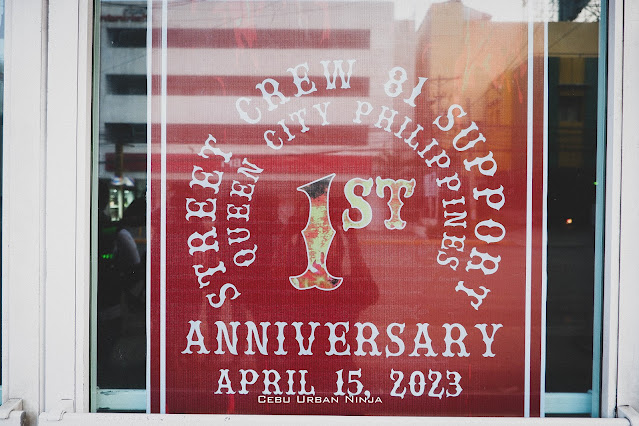 STREET CREW 81 SUPPORT
QUEEN CITY PHILIPPINES
1ST
ANNIVERSARY
APRIL 15, 2023
CEBU URBAN NINJA